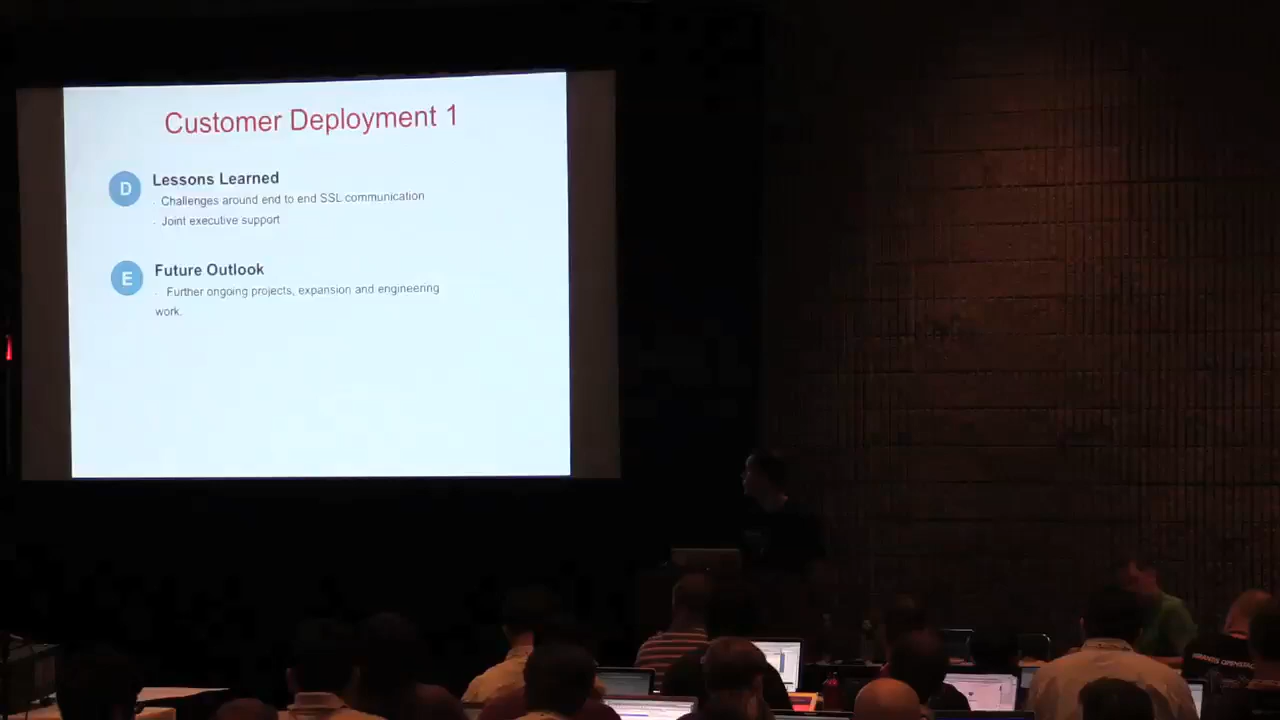 Customer Deployment 1
D
Lessons Learned
- Challenges around end to end SSL communication
- Joint executive support
E
Future Outlook
- Further ongoing projects, expansion and engineering
work.